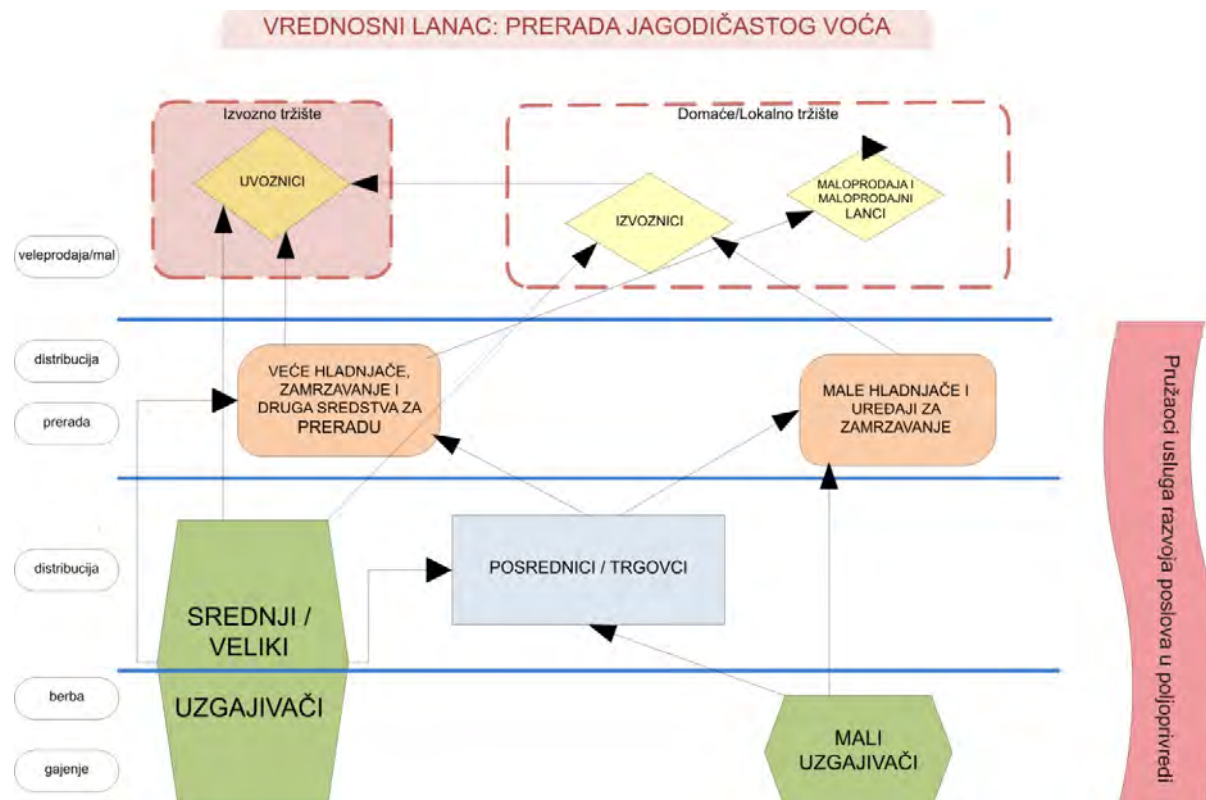 VREDNOSNI LANAC: PRERADA JAGODIČASTOG VOĆA
Izvozno tržište
Domaće/Lokalno tržište
UVOZNICI
IZVOZNICI
MALOPRODAJA I
MALOPRODAJNI
LANCI
veleprodaja/mal
distribucija
prerada
VEĆE HLADNJAČE,
ZAMRZAVANJE I
DRUGA SREDSTVA ZA
PRERADU
MALE HLADNJAČE I
UREĐAJI ZA
ZAMRZAVANJE
distribucija
SREDNJI /
VELIKI
UZGAJIVAČI
POSREDNICI / TRGOVCI
berba
gajenje
MALI
UZGAJIVAČI
Pružaoci usluga razvoja poslova u poljoprivredi